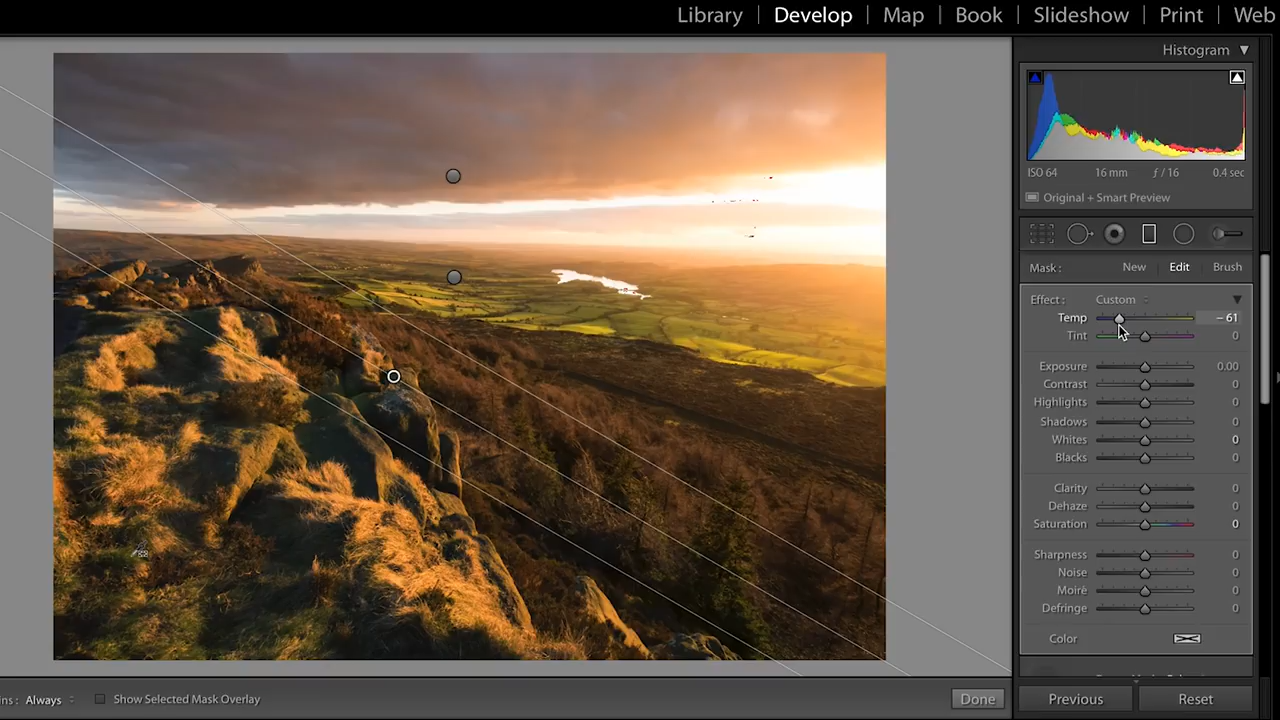 Library | Develop | Map | Book | Slideshow | Print | Web
Histogram ▼
ISO 64 16 mm ƒ / 16 0.4 sec
Original + Smart Preview
Mask : New Edit Brush
Effect : Custom
Temp – 61
Tint 0
Exposure 0.00
Contrast 0
Highlights 0
Shadows 0
Whites 0
Blacks 0
Clarity 0
Dehaze 0
Saturation 0
Sharpness 0
Noise 0
Moiré 0
Defringe 0
Color
ins : Always Show Selected Mask Overlay Done Previous Reset